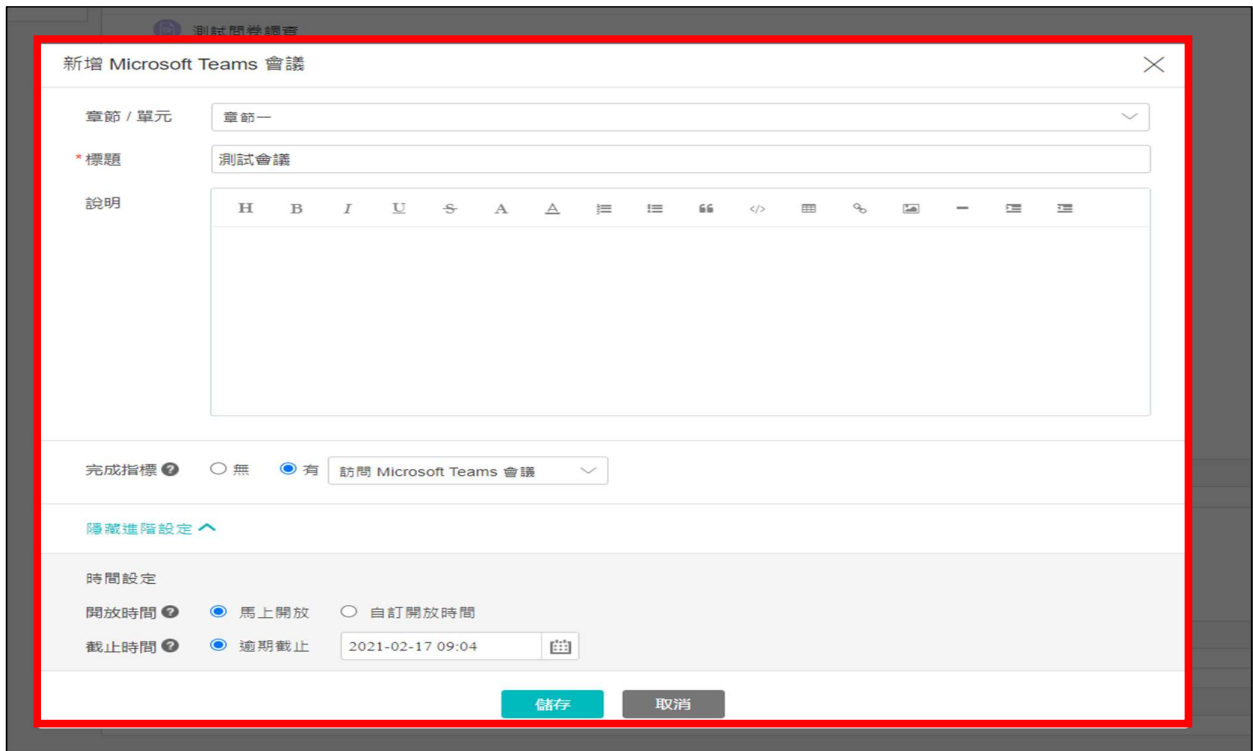 測試問卷調查
新增 Microsoft Teams 會議
章節 / 單元 章節一
*標題 測試會議
說明 H B I U S A A
完成指標 ? 無 有 訪問 Microsoft Teams 會議
隱藏進階設定
時間設定
開放時間 ? 馬上開放 自訂開放時間
截止時間 ? 逾期截止 2021-02-17 09:04
儲存 取消